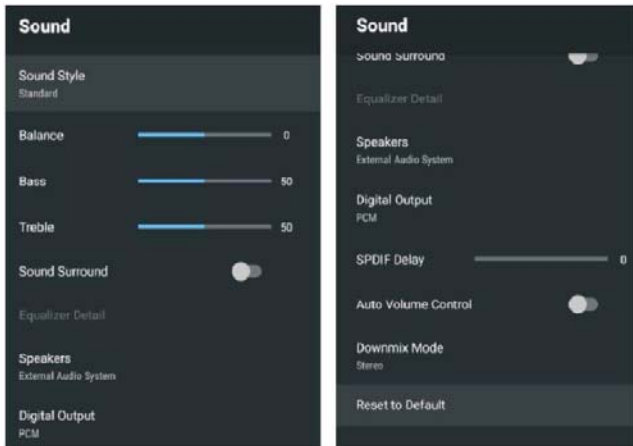 Sound
Sound Style
Standard
Balance 0
Bass 50
Treble 50
Sound Surround
Equalizer Detail
Speakers
External Audio System
Digital Output
PCM
Sound
Sound Surround
Equalizer Detail
Speakers
External Audio System
Digital Output
PCM
SPDIF Delay 0
Auto Volume Control
Downmix Mode
Stereo
Reset to Default